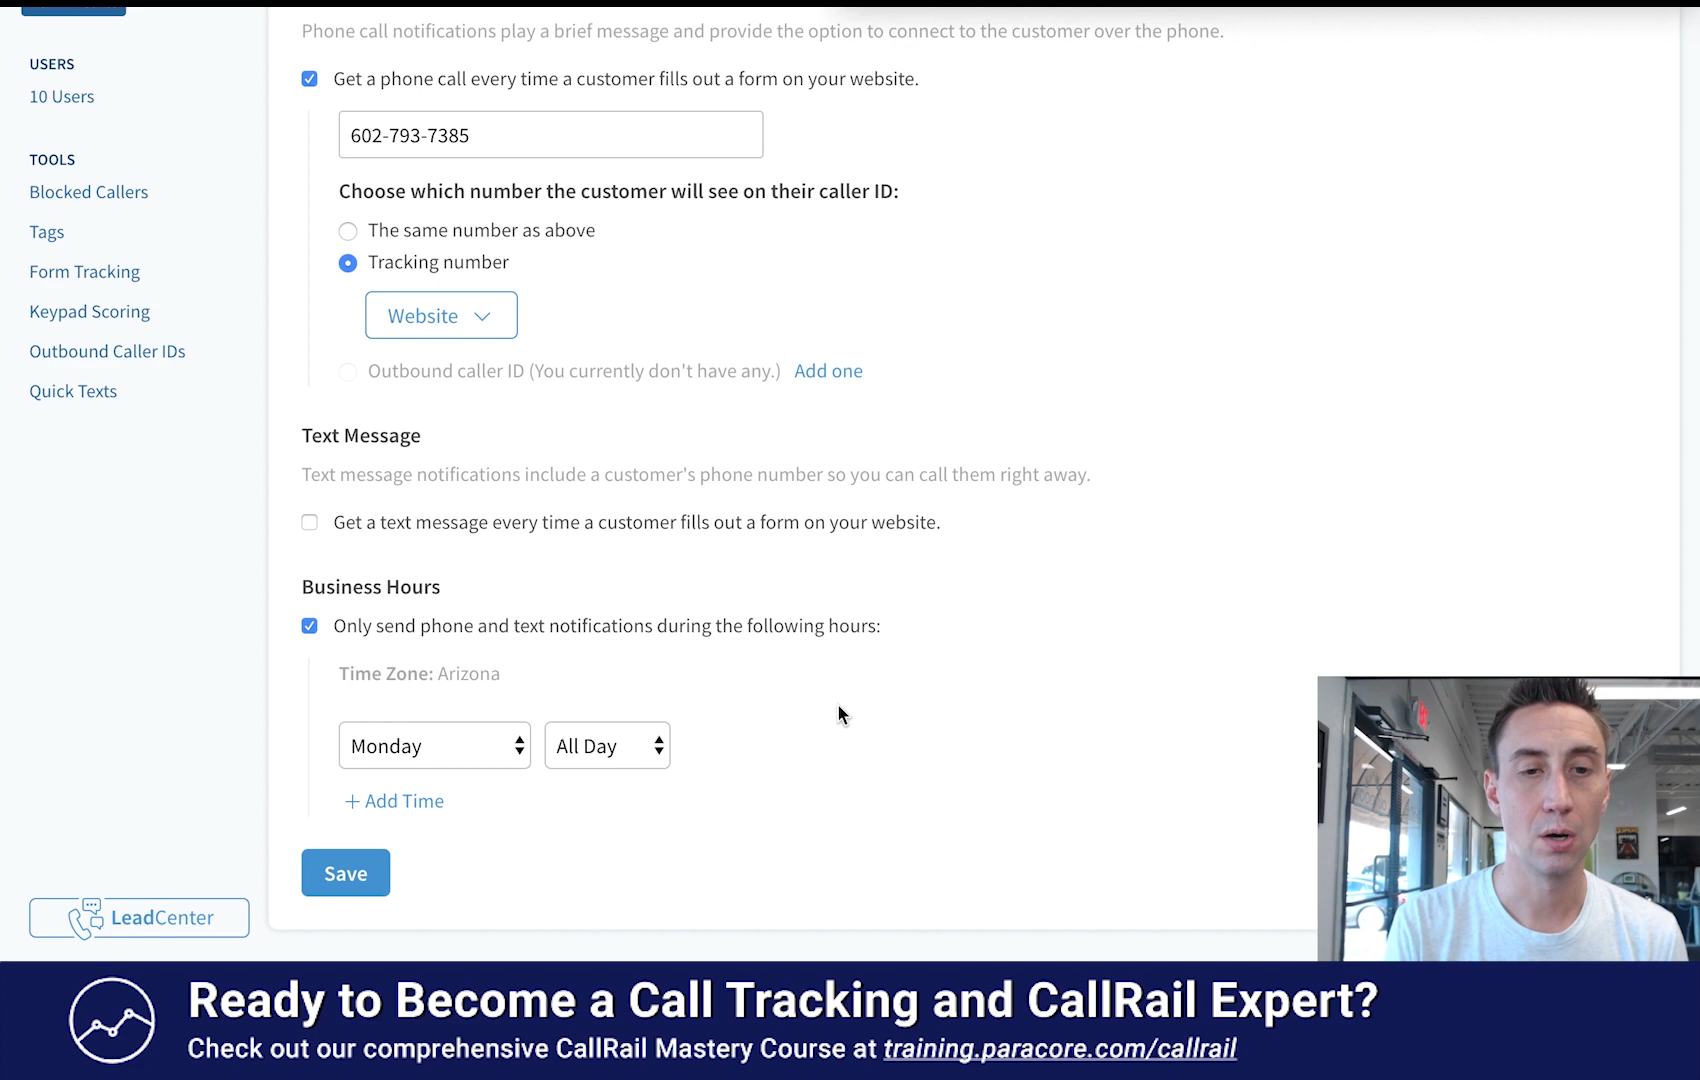 Phone call notifications play a brief message and provide the option to connect to the customer over the phone.
USERS
10 Users
Get a phone call every time a customer fills out a form on your website.
602-793-7385
TOOLS
Blocked Callers
Tags
Form Tracking
Keypad Scoring
Outbound Caller IDs
Quick Texts
Choose which number the customer will see on their caller ID:
The same number as above
Tracking number
Website
Outbound caller ID (You currently don't have any.) Add one
Text Message
Text message notifications include a customer's phone number so you can call them right away.
Get a text message every time a customer fills out a form on your website.
Business Hours
Only send phone and text notifications during the following hours:
Time Zone: Arizona
Monday
All Day
+ Add Time
Save
LeadCenter
Ready to Become a Call Tracking and CallRail Expert?
Check out our comprehensive CallRail Mastery Course at training.paracore.com/callrail